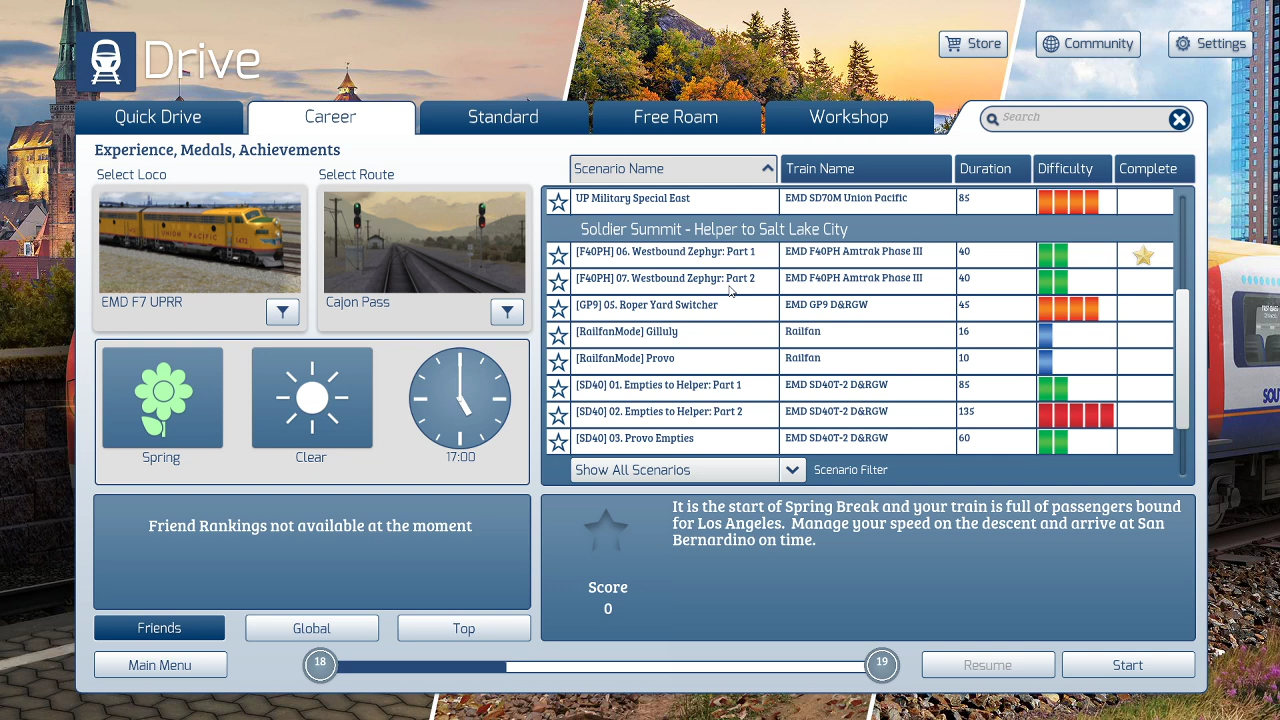 Drive
Store
Community
Settings
Quick Drive
Career
Standard
Free Roam
Workshop
Search
Experience, Medals, Achievements
Select Loco
Select Route
UNION PACIFIC
1472
EMD F7 UPRR
Cajon Pass
Spring
Clear
17:00
Scenario Name
Train Name
Duration
Difficulty
Complete
UP Military Special East EMD SD70M Union Pacific 85
Soldier Summit - Helper to Salt Lake City
[F40PH] 06. Westbound Zephyr: Part 1 EMD F40PH Amtrak Phase III 40
[F40PH] 07. Westbound Zephyr: Part 2 EMD F40PH Amtrak Phase III 40
[GP9] 05. Roper Yard Switcher EMD GP9 D&RGW 45
[RailfanMode] Gilluly Railfan 16
[RailfanMode] Provo Railfan 10
[SD40] 01. Empties to Helper: Part 1 EMD SD40T-2 D&RGW 85
[SD40] 02. Empties to Helper: Part 2 EMD SD40T-2 D&RGW 135
[SD40] 03. Provo Empties EMD SD40T-2 D&RGW 60
Show All Scenarios
Scenario Filter
Friend Rankings not available at the moment
It is the start of Spring Break and your train is full of passengers bound
for Los Angeles. Manage your speed on the descent and arrive at San
Bernardino on time.
Score
0
Friends
Global
Top
Main Menu
18
19
Resume
Start
SOU